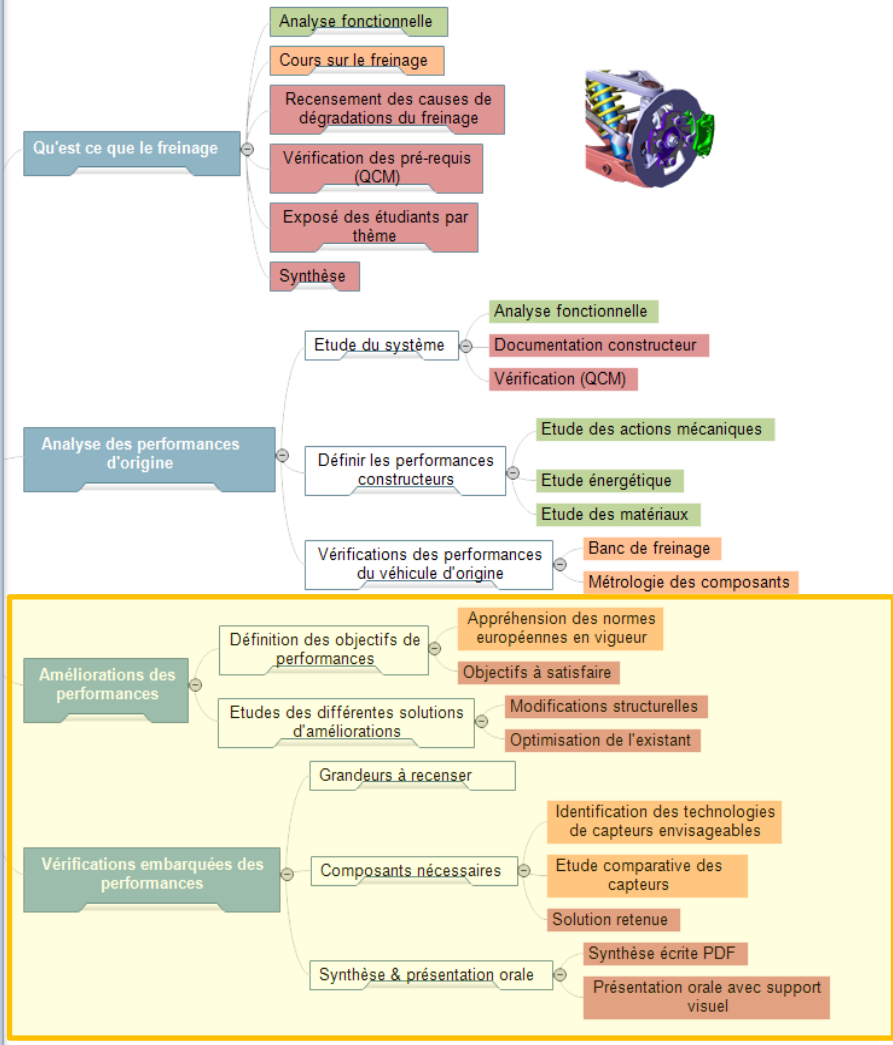 Analyse fonctionnelle
Cours sur le freinage
Recensement des causes de
dégradations du freinage
Qu'est ce que le freinage
Vérification des pré-requis
(QCM)
Exposé des étudiants par
thème
Synthèse
Analyse fonctionnelle
Etude du système
Documentation constructeur
Vérification (QCM)
Analyse des performances
d'origine
Etude des actions mécaniques
Définir les performances
constructeurs
Etude énergétique
Etude des matériaux
Vérifications des performances
du véhicule d'origine
Banc de freinage
Métrologie des composants
Améliorations des
performances
Définition des objectifs de
performances
Appréhension des normes
européennes en vigueur
Objectifs à satisfaire
Etudes des différentes solutions
d'améliorations
Modifications structurelles
Optimisation de l'existant
Grandeurs à recenser
Vérifications embarquées des
performances
Composants nécessaires
Identification des technologies
de capteurs envisageables
Etude comparative des
capteurs
Solution retenue
Synthèse & présentation orale
Synthèse écrite PDF
Présentation orale avec support
visuel